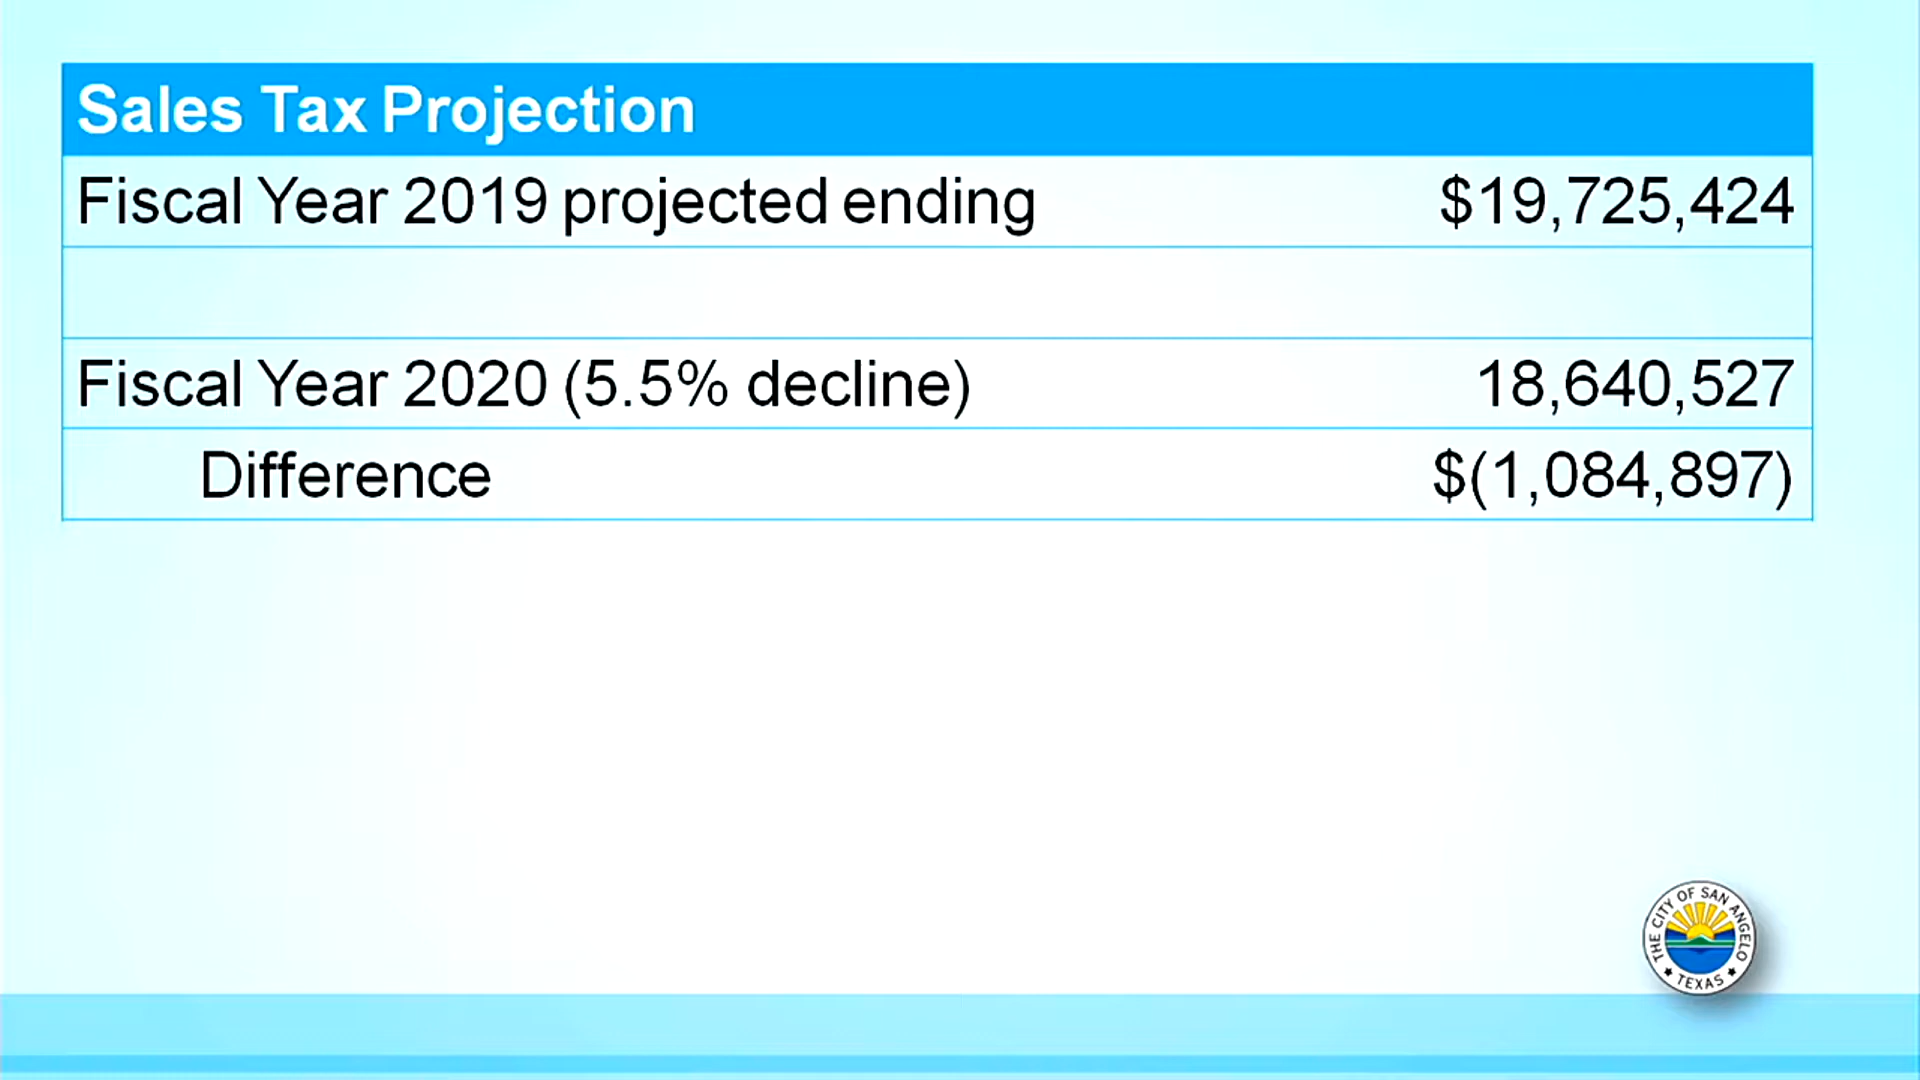 Sales Tax Projection
Fiscal Year 2019 projected ending $19,725,424
Fiscal Year 2020 (5.5% decline) 18,640,527
Difference $(1,084,897)
THE CITY OF SAN ANGELO
TEXAS